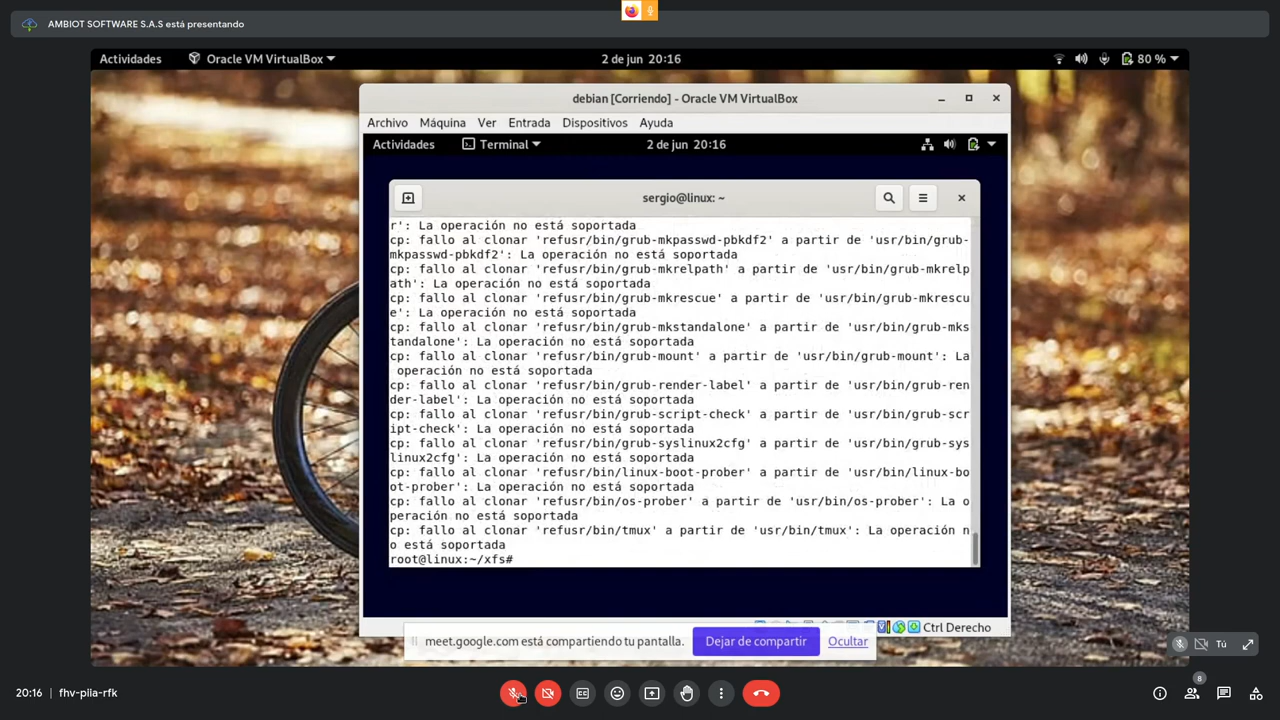 AMBIOT SOFTWARE S.A.S está presentando
Actividades
Oracle VM VirtualBox
2 de jun 20:16
80 %
debian [Corriendo] - Oracle VM VirtualBox
Archivo Máquina Ver Entrada Dispositivos Ayuda
Actividades
Terminal
2 de jun 20:16
sergio@linux: ~
r': La operación no está soportada
cp: fallo al clonar 'refusr/bin/grub-mkpasswd-pbkdf2' a partir de 'usr/bin/grub-
mkpasswd-pbkdf2': La operación no está soportada
cp: fallo al clonar 'refusr/bin/grub-mkrelpath' a partir de 'usr/bin/grub-mkrelp
ath': La operación no está soportada
cp: fallo al clonar 'refusr/bin/grub-mkrescue' a partir de 'usr/bin/grub-mkrescu
e': La operación no está soportada
cp: fallo al clonar 'refusr/bin/grub-mkstandalone' a partir de 'usr/bin/grub-mks
tandalone': La operación no está soportada
cp: fallo al clonar 'refusr/bin/grub-mount' a partir de 'usr/bin/grub-mount': La
operación no está soportada
cp: fallo al clonar 'refusr/bin/grub-render-label' a partir de 'usr/bin/grub-ren
der-label': La operación no está soportada
cp: fallo al clonar 'refusr/bin/grub-script-check' a partir de 'usr/bin/grub-scr
ipt-check': La operación no está soportada
cp: fallo al clonar 'refusr/bin/grub-syslinux2cfg' a partir de 'usr/bin/grub-sys
linux2cfg': La operación no está soportada
cp: fallo al clonar 'refusr/bin/linux-boot-prober' a partir de 'usr/bin/linux-bo
ot-prober': La operación no está soportada
cp: fallo al clonar 'refusr/bin/os-prober' a partir de 'usr/bin/os-prober': La o
peración no está soportada
cp: fallo al clonar 'refusr/bin/tmux' a partir de 'usr/bin/tmux': La operación n
o está soportada
root@linux:~/xfs#
Ctrl Derecho
meet.google.com está compartiendo tu pantalla.
Dejar de compartir
Ocultar
Tú
20:16
fhv-piia-rfk
8